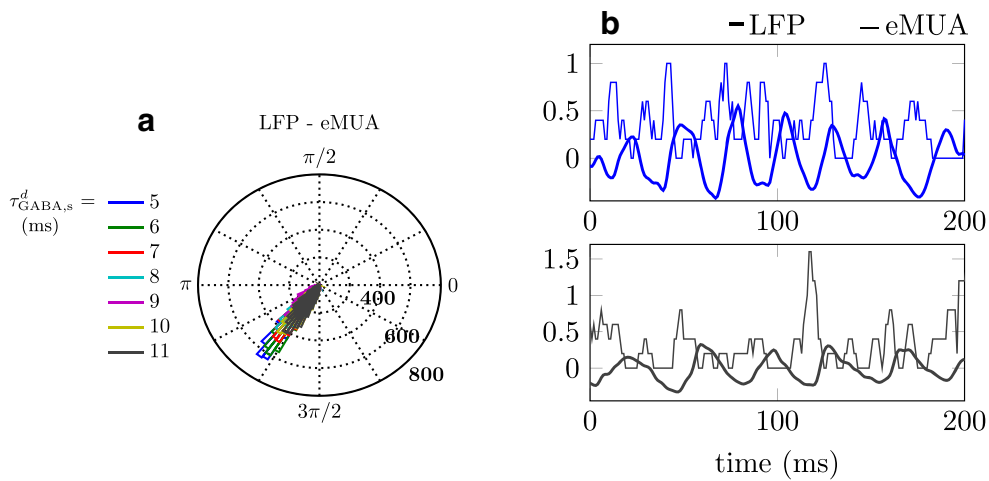 a
LFP - eMUA
π/2
τ^d_GABA,s =
(ms)
5
6
7
8
9
10
11
π
0
400
600
800
3π/2
b
LFP
eMUA
1
0.5
0
0
100
200
1.5
1
0.5
0
0
100
200
time (ms)